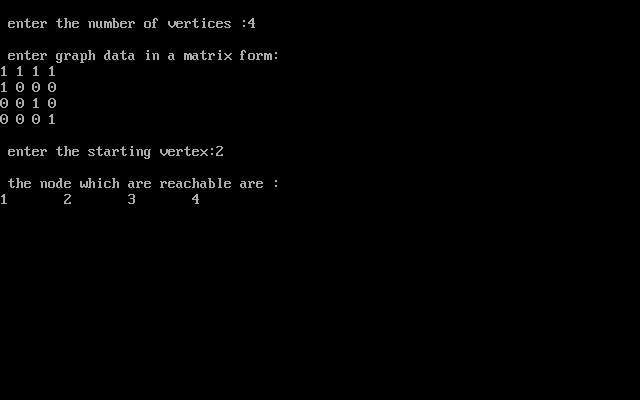 enter the number of vertices :4
enter graph data in a matrix form:
1 1 1 1
1 0 0 0
0 0 1 0
0 0 0 1
enter the starting vertex:2
the node which are reachable are :
1 2 3 4